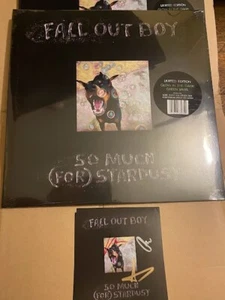 FALL OUT BOY
LIMITED EDITION
SO MUCH
(FOR) STARDUST
FALL OUT BOY
SO MUCH
(FOR) STARDUST